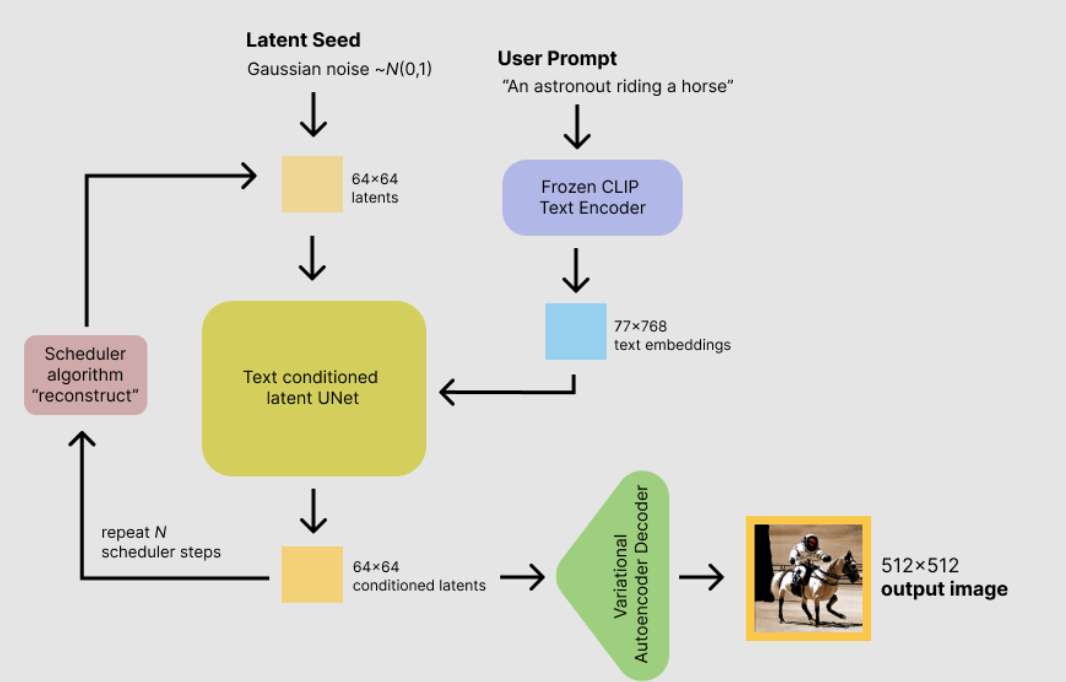 Latent Seed
Gaussian noise ~N(0,1)
User Prompt
“An astronout riding a horse”
64×64
latents
Frozen CLIP
Text Encoder
77×768
text embeddings
Scheduler
algorithm
“reconstruct”
Text conditioned
latent UNet
repeat N
scheduler steps
64×64
conditioned latents
Variational
Autoencoder Decoder
512×512
output image